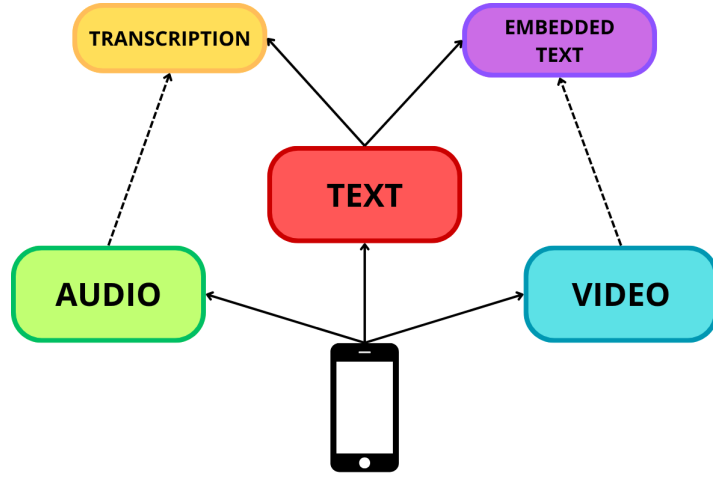 TRANSCRIPTION
EMBEDDED
TEXT
TEXT
AUDIO
VIDEO